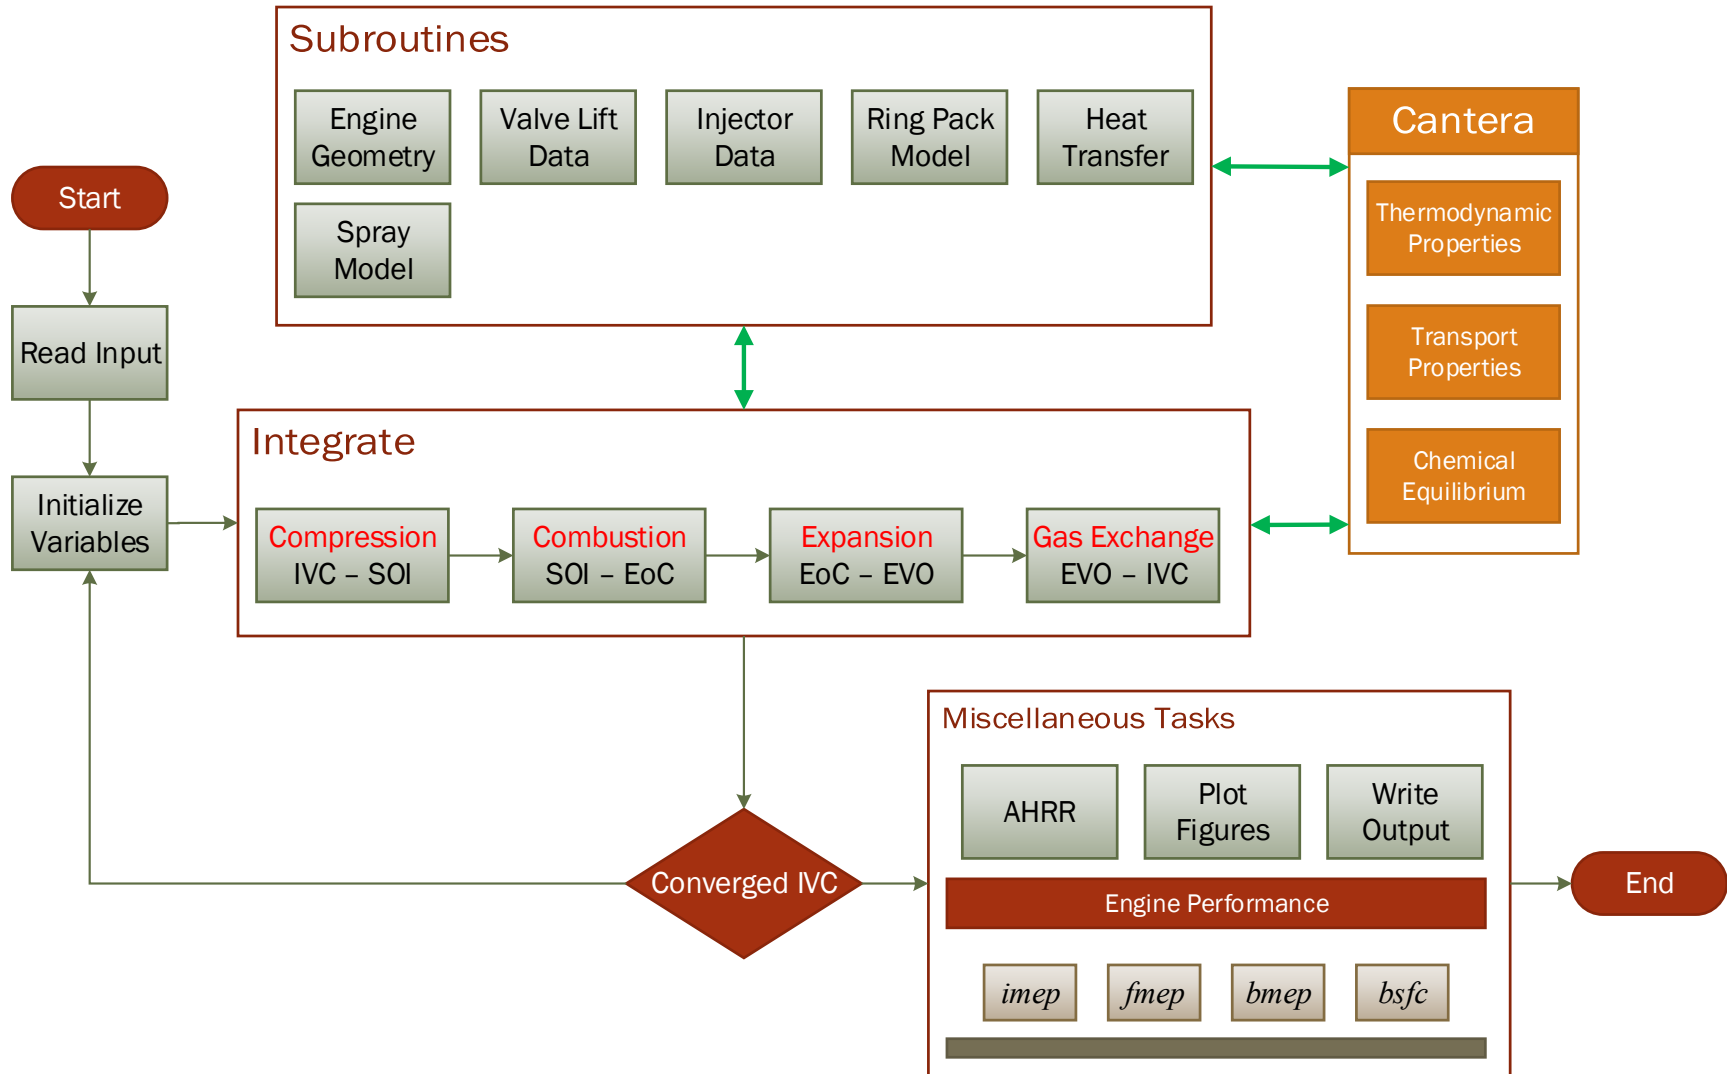 Subroutines
Engine
Geometry
Valve Lift
Data
Injector
Data
Ring Pack
Model
Heat
Transfer
Spray
Model
Cantera
Thermodynamic
Properties
Transport
Properties
Chemical
Equilibrium
Start
Read Input
Initialize
Variables
Integrate
Compression
IVC – SOI
Combustion
SOI – EoC
Expansion
EoC – EVO
Gas Exchange
EVO – IVC
Converged IVC
Miscellaneous Tasks
AHRR
Plot
Figures
Write
Output
Engine Performance
imep
fmep
bmep
bsfc
End